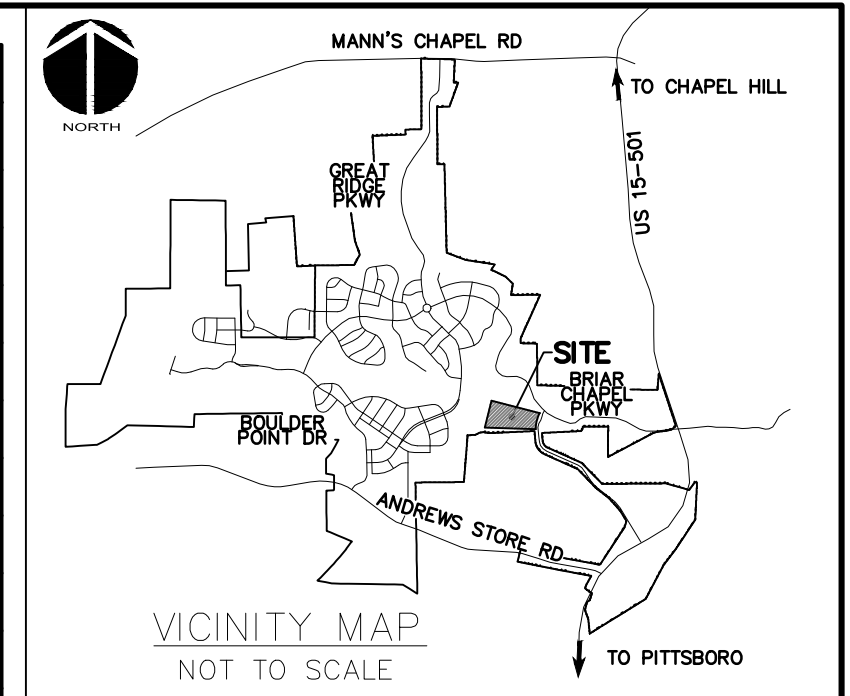 MANN'S CHAPEL RD
NORTH
TO CHAPEL HILL
US 15-501
GREAT
RIDGE
PKWY
SITE
BRIAR
CHAPEL
PKWY
BOULDER
POINT DR
ANDREWS STORE RD
VICINITY MAP
NOT TO SCALE
TO PITTSBORO